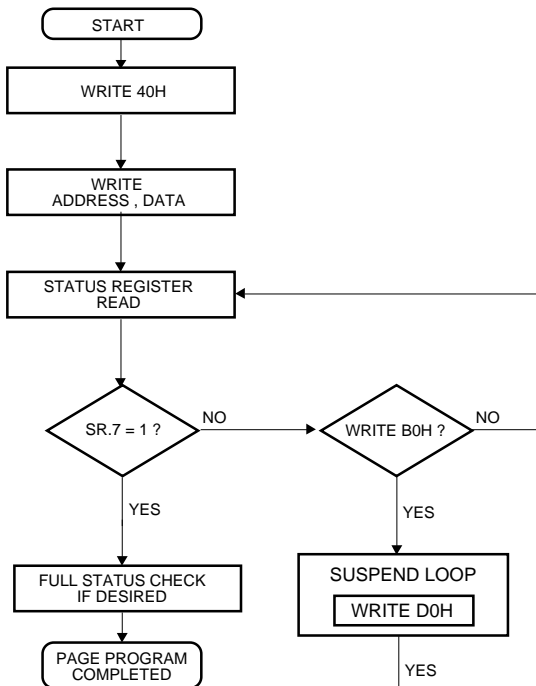 START
WRITE 40H
WRITE
ADDRESS , DATA
STATUS REGISTER
READ
SR.7 = 1 ?
NO
WRITE B0H ?
NO
YES
YES
FULL STATUS CHECK
IF DESIRED
SUSPEND LOOP
WRITE D0H
PAGE PROGRAM
COMPLETED
YES